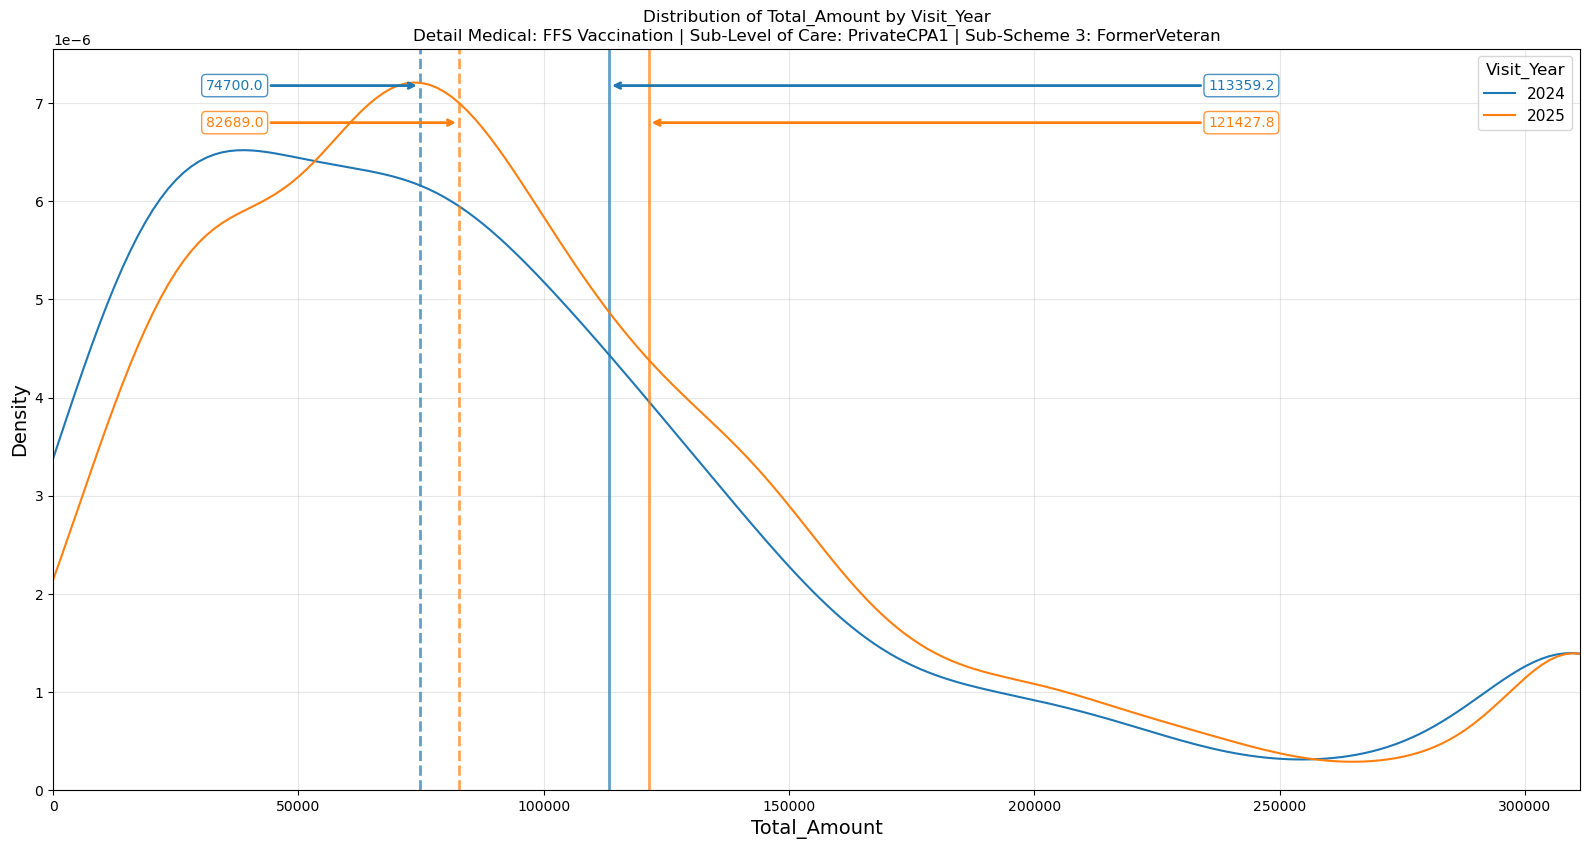 Distribution of Total_Amount by Visit_Year
Detail Medical: FFS Vaccination | Sub-Level of Care: PrivateCPA1 | Sub-Scheme 3: FormerVeteran
1e−6
74700.0
113359.2
82689.0
121427.8
Visit_Year
2024
2025
7
6
5
4
3
2
1
0
Density
0 50000 100000 150000 200000 250000 300000
Total_Amount